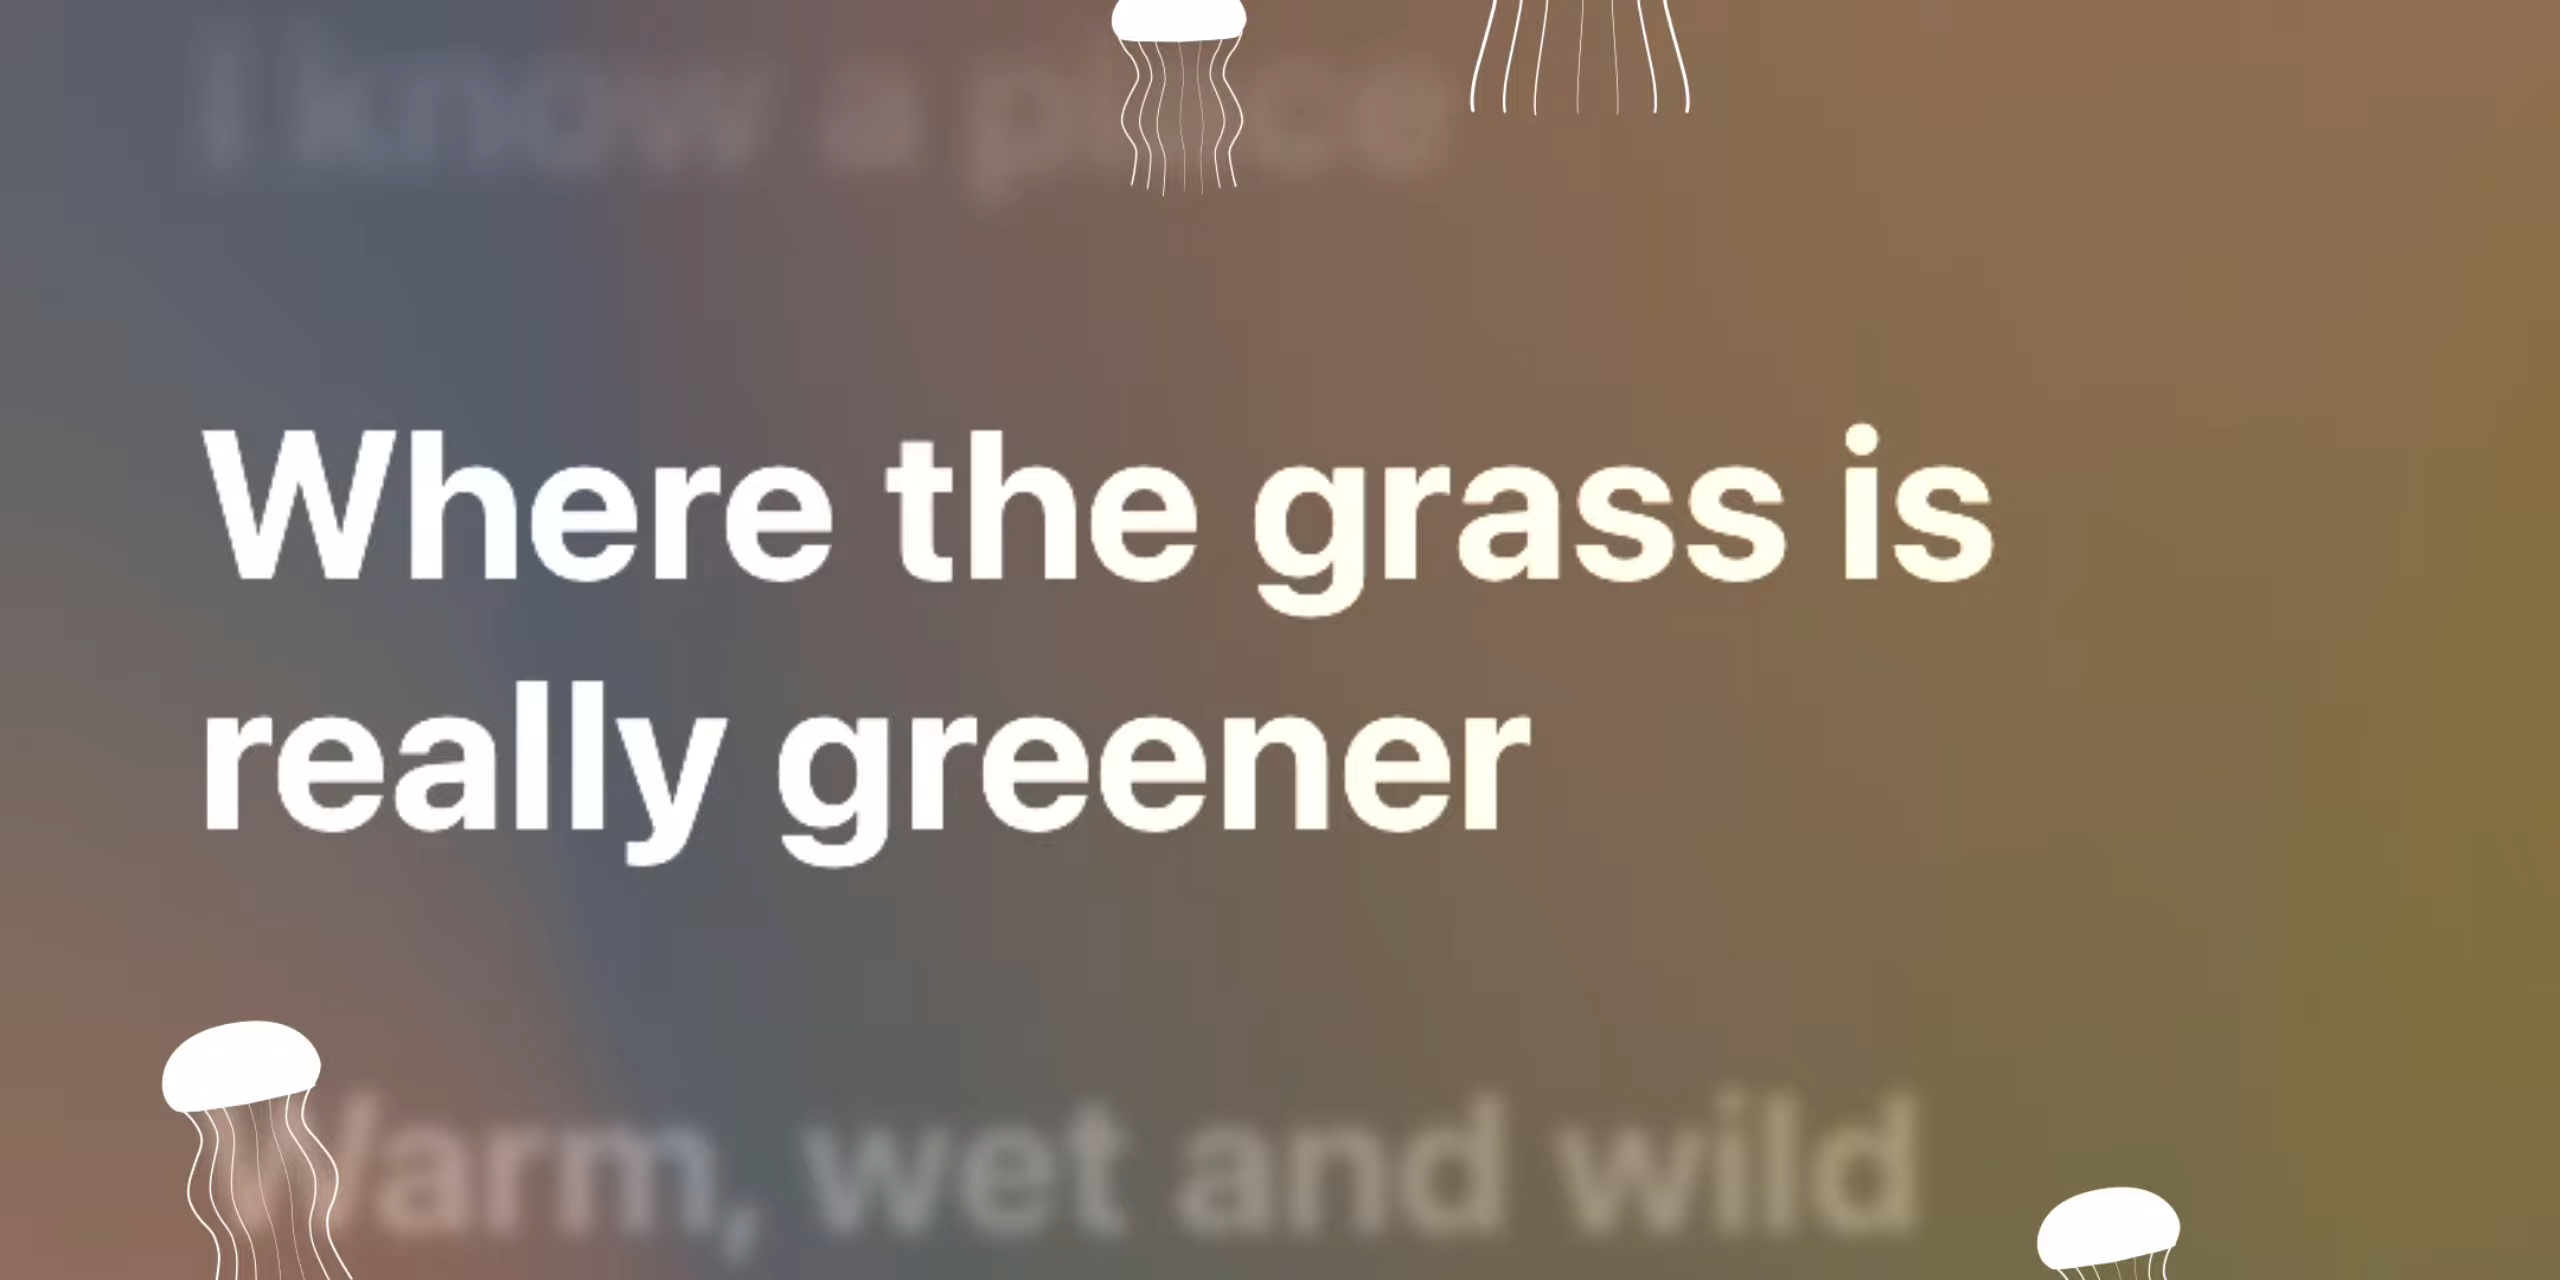 I know a place
Where the grass is
really greener
Warm, wet and wild